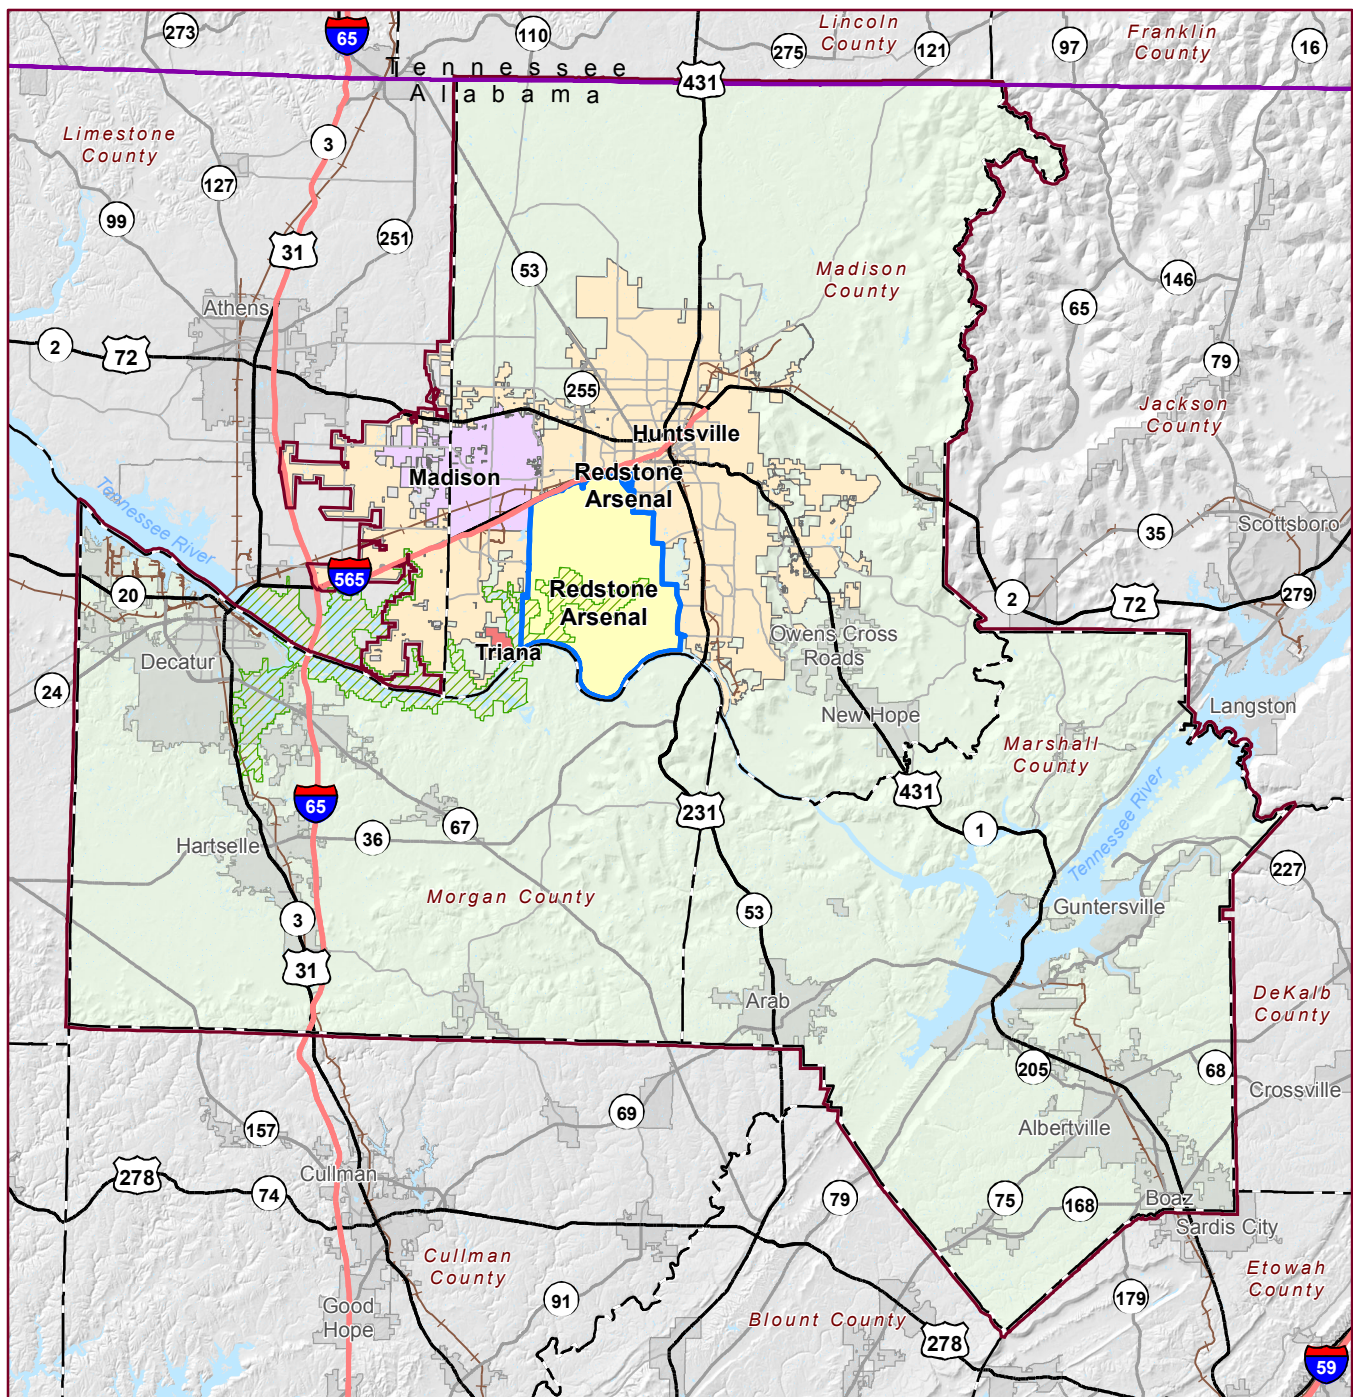 273
65
110
Lincoln
County
275
121
97
Franklin
County
16
Tennessee
Alabama
431
Limestone
County
3
127
99
251
31
53
Madison
County
146
65
Athens
2
72
79
255
Jackson
County
Huntsville
Madison
Redstone
Arsenal
Tennessee River
Scottsboro
35
565
20
Redstone
Arsenal
2
72
279
Owens Cross
Roads
Triana
Decatur
24
New Hope
Langston
Marshall
County
431
65
231
1
Tennessee River
36
67
Hartselle
227
Morgan County
Guntersville
3
53
31
Arab
DeKalb
County
205
68
Crossville
69
157
Albertville
Cullman
278
74
79
75
168
Boaz
Sardis City
Cullman
County
Etowah
County
91
Good
Hope
179
Blount County
278
59